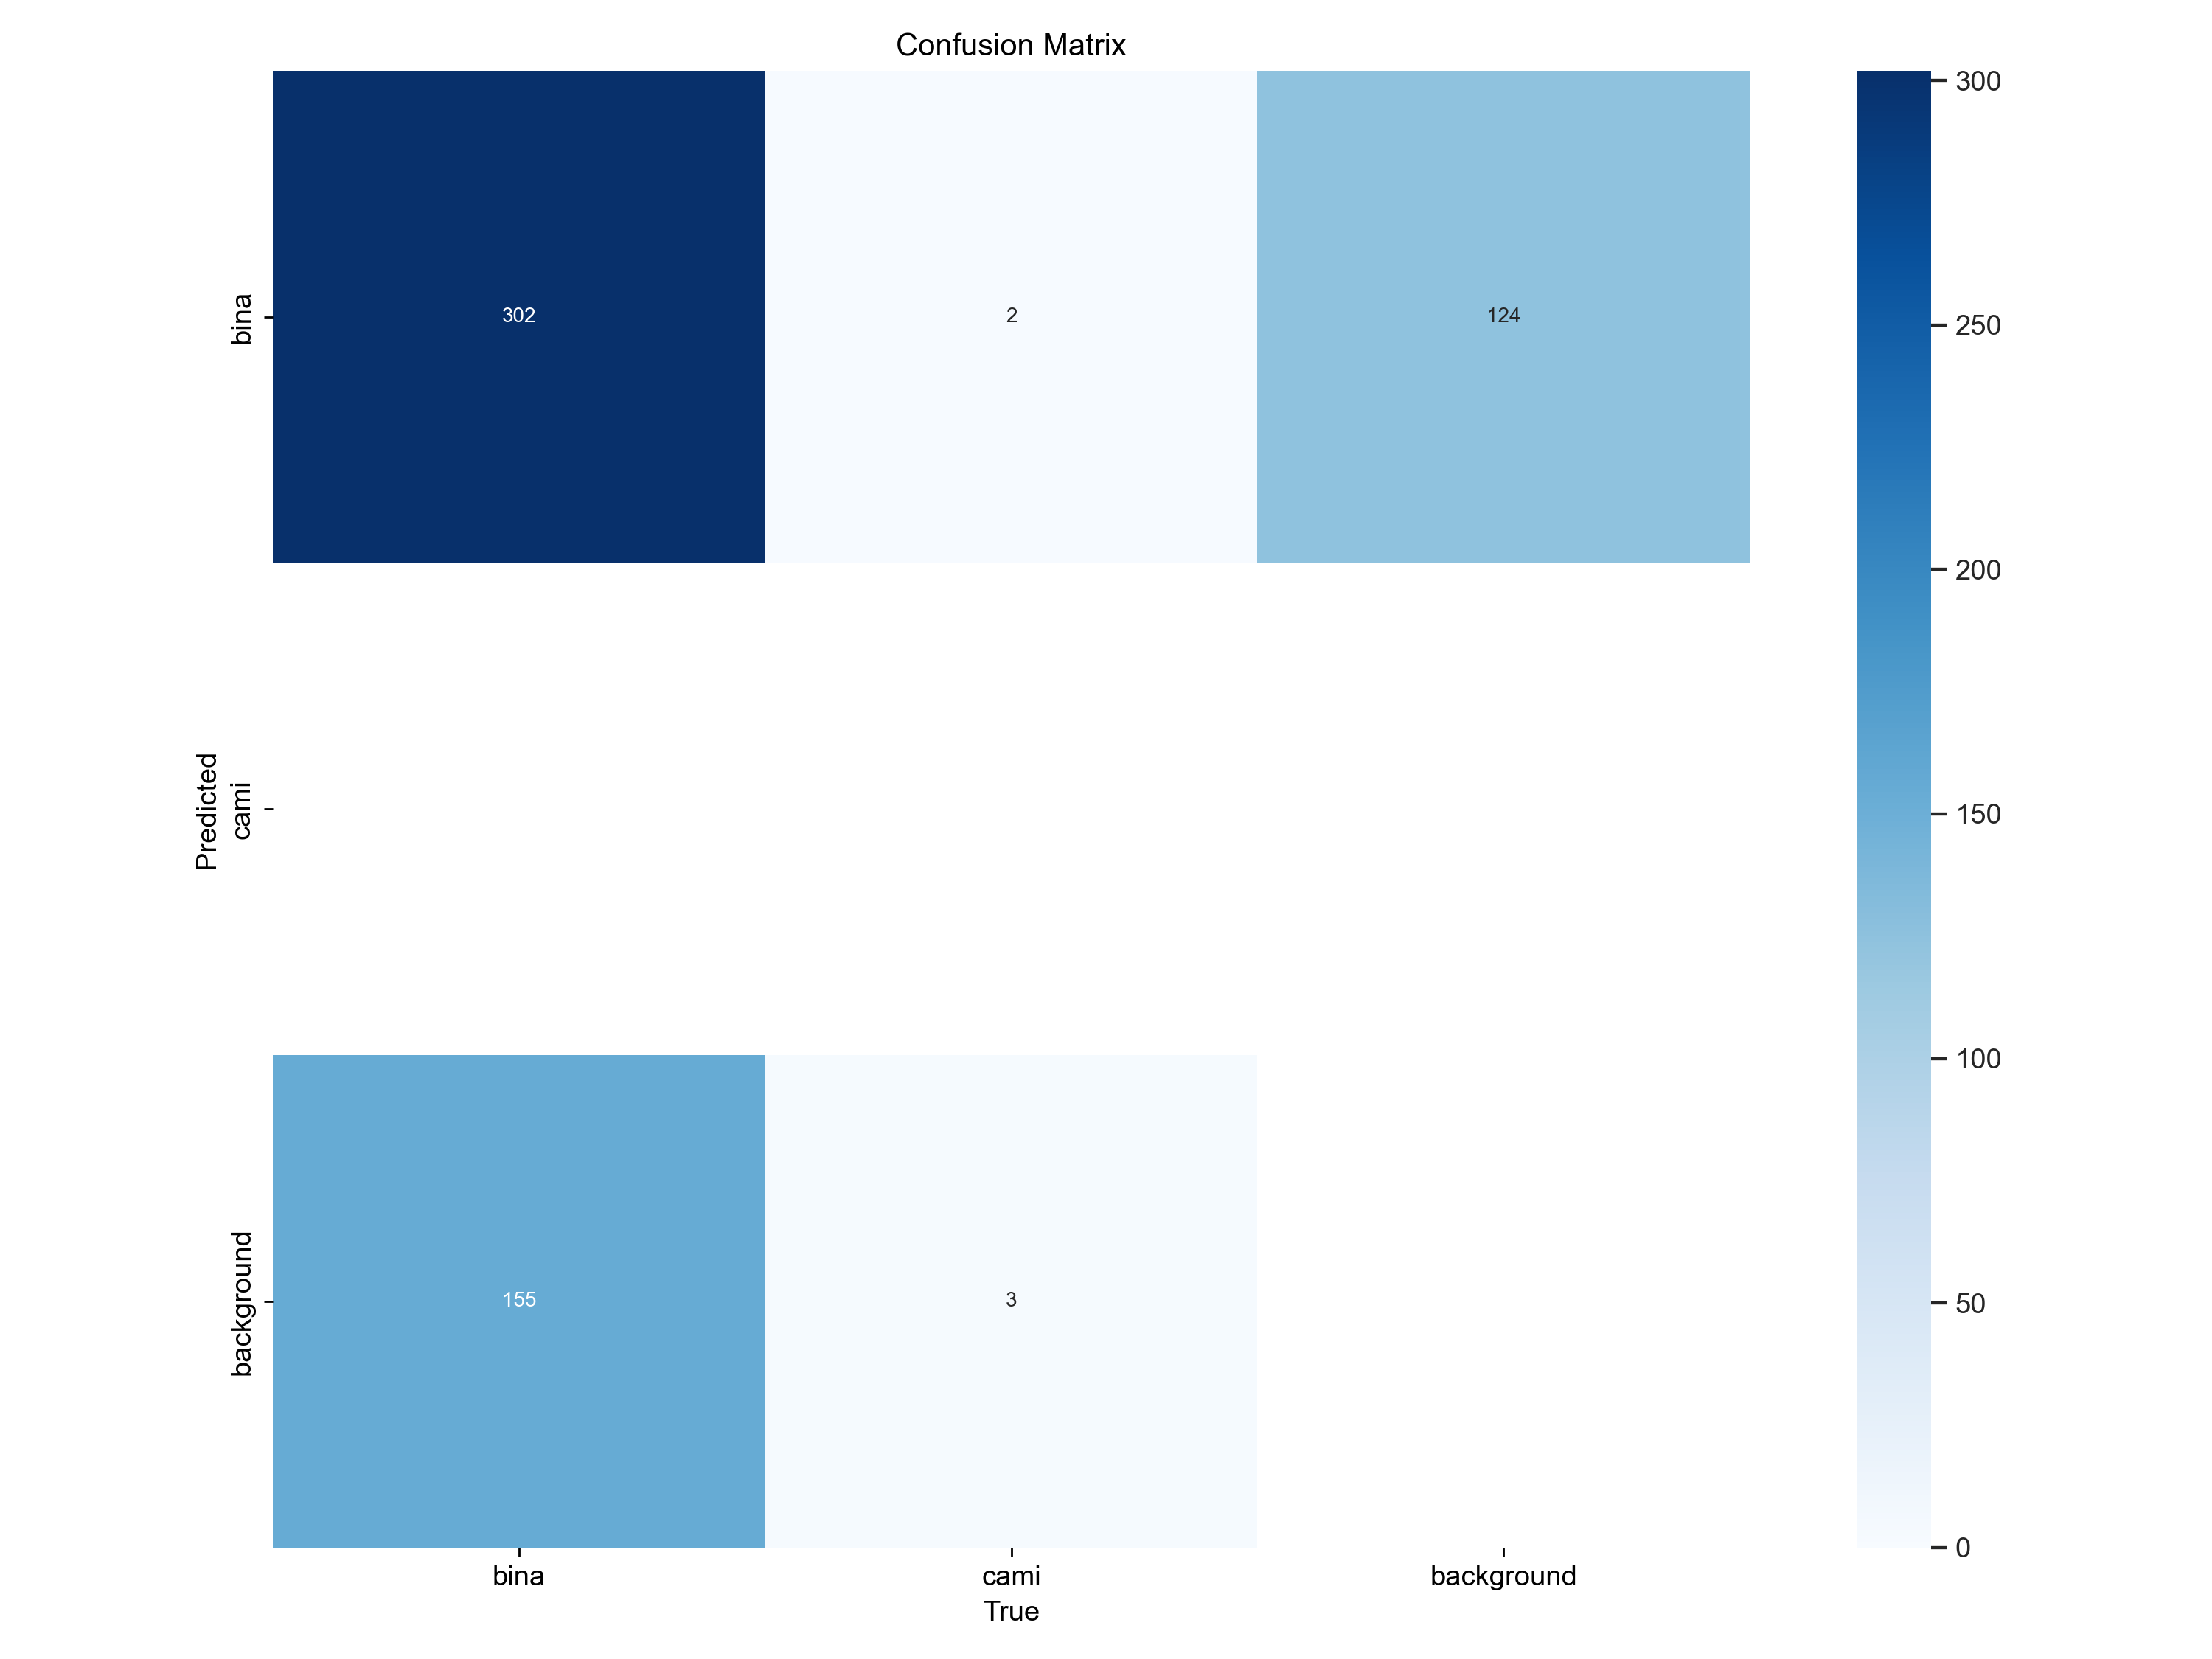 Confusion Matrix
300
302
2
124
bina
250
200
Predicted
cami
150
100
155
3
background
50
0
bina
cami
background
True